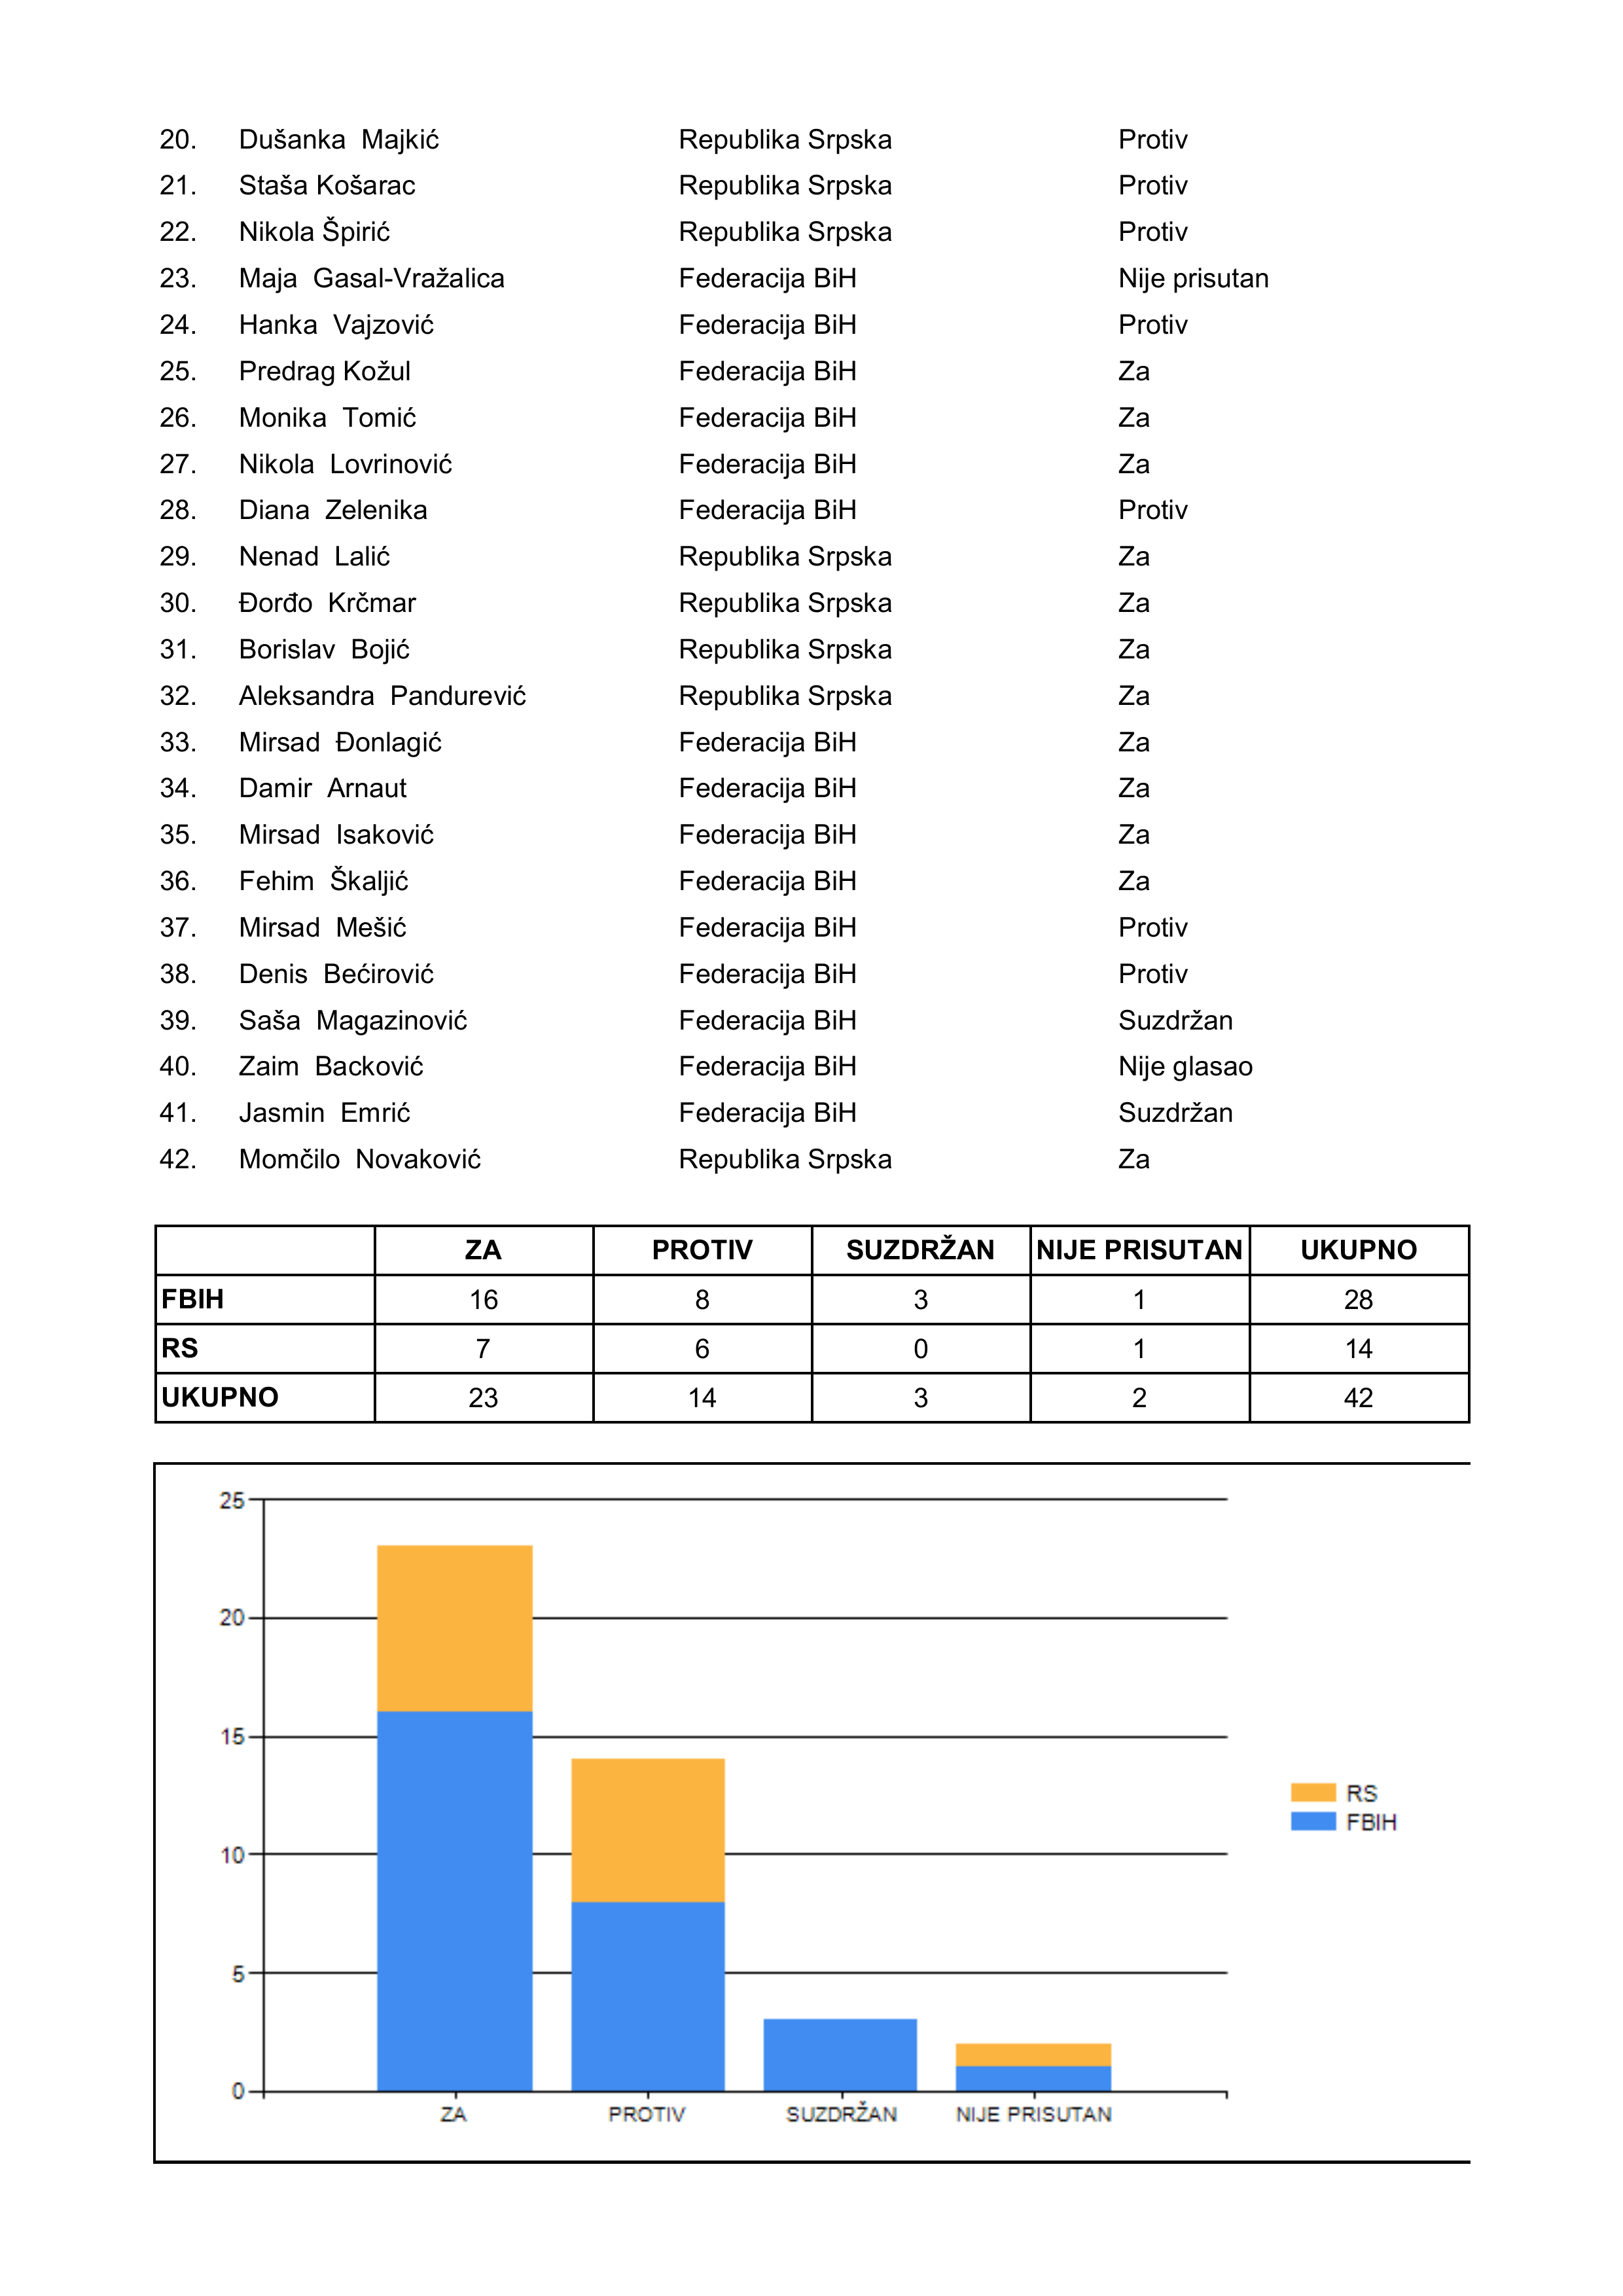 20. Dušanka Majkić Republika Srpska Protiv
21. Staša Košarac Republika Srpska Protiv
22. Nikola Špirić Republika Srpska Protiv
23. Maja Gasal-Vražalica Federacija BiH Nije prisutan
24. Hanka Vajzović Federacija BiH Protiv
25. Predrag Kožul Federacija BiH Za
26. Monika Tomić Federacija BiH Za
27. Nikola Lovrinović Federacija BiH Za
28. Diana Zelenika Federacija BiH Protiv
29. Nenad Lalić Republika Srpska Za
30. Đorđo Krčmar Republika Srpska Za
31. Borislav Bojić Republika Srpska Za
32. Aleksandra Pandurević Republika Srpska Za
33. Mirsad Đonlagić Federacija BiH Za
34. Damir Arnaut Federacija BiH Za
35. Mirsad Isaković Federacija BiH Za
36. Fehim Škaljić Federacija BiH Za
37. Mirsad Mešić Federacija BiH Protiv
38. Denis Bećirović Federacija BiH Protiv
39. Saša Magazinović Federacija BiH Suzdržan
40. Zaim Backović Federacija BiH Nije glasao
41. Jasmin Emrić Federacija BiH Suzdržan
42. Momčilo Novaković Republika Srpska Za
ZA PROTIV SUZDRŽAN NIJE PRISUTAN UKUPNO
FBIH 16 8 3 1 28
RS 7 6 0 1 14
UKUPNO 23 14 3 2 42
25
20
15
10
5
0
ZA PROTIV SUZDRŽAN NIJE PRISUTAN
RS
FBIH